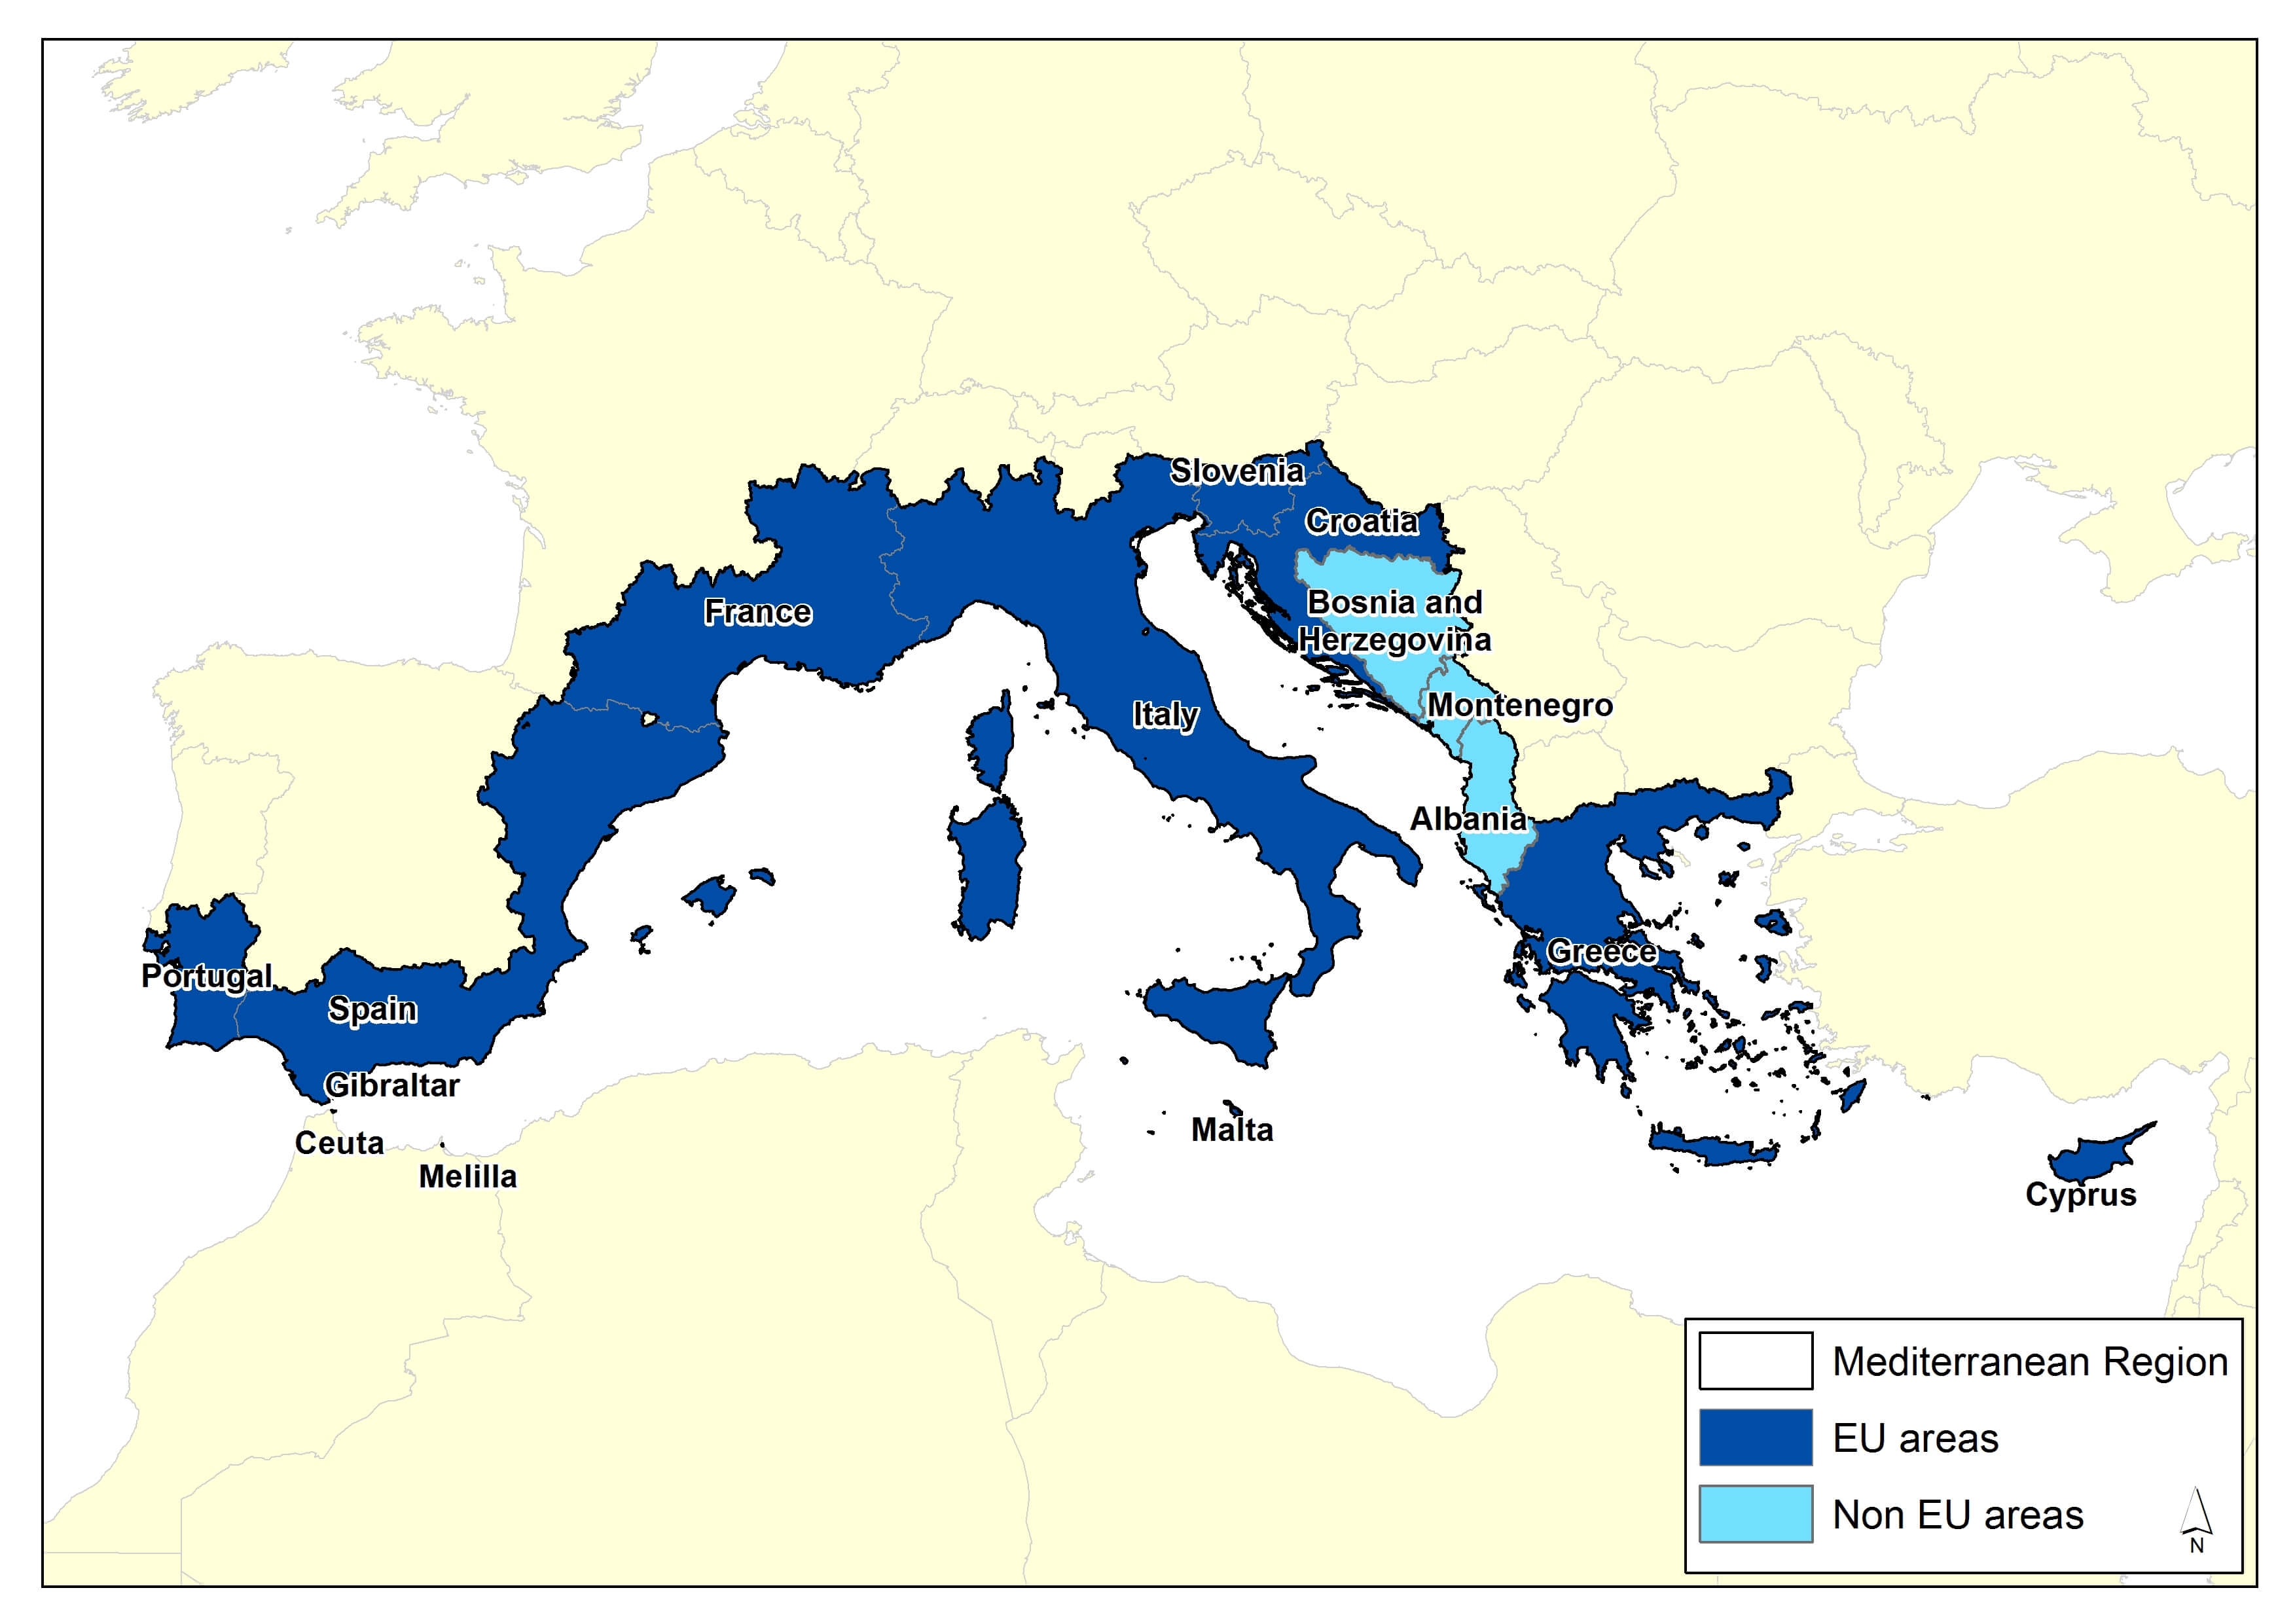 Slovenia
Croatia
Bosnia and
Herzegovina
France
Montenegro
Italy
Albania
Greece
Portugal
Spain
Gibraltar
Ceuta
Melilla
Malta
Cyprus
Mediterranean Region
EU areas
Non EU areas
N